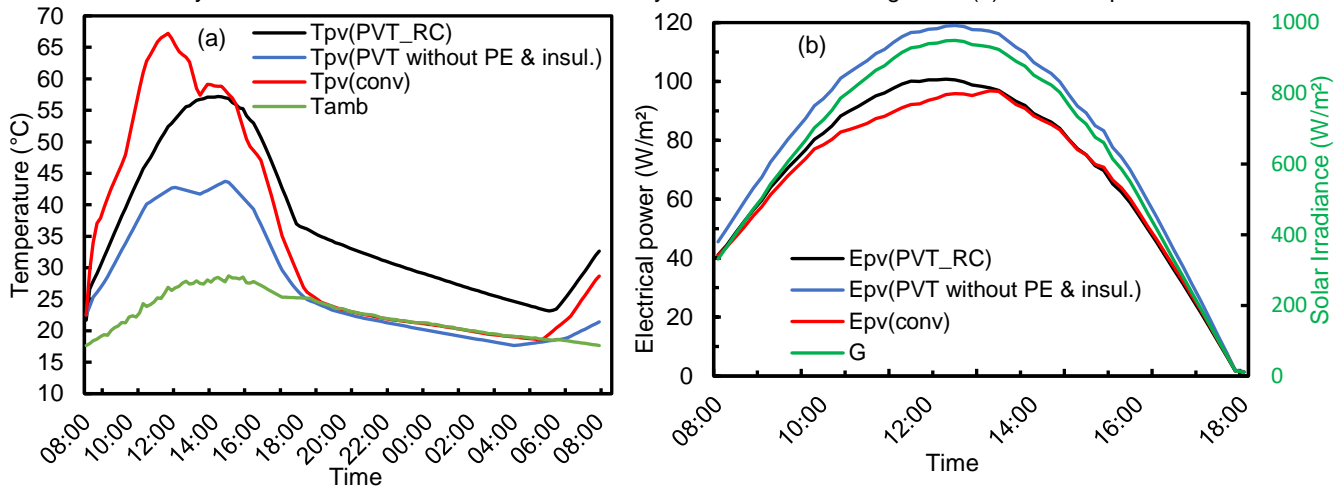 (a)
Tpv(PVT_RC)
Tpv(PVT without PE & insul.)
Tpv(conv)
Tamb
Temperature (°C)
70
65
60
55
50
45
40
35
30
25
20
15
10
08:00 10:00 12:00 14:00 16:00 18:00 20:00 22:00 00:00 02:00 04:00 06:00 08:00
Time
(b)
Electrical power (W/m²)
120
100
80
60
40
20
0
Epv(PVT_RC)
Epv(PVT without PE & insul.)
Epv(conv)
G
Solar Irradiance (W/m²)
1000
800
600
400
200
0
08:00 10:00 12:00 14:00 16:00 18:00
Time